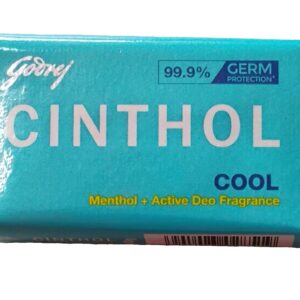 Godrej
99.9% GERM
PROTECTION*
CINTHOL
COOL
Menthol + Active Deo Fragrance